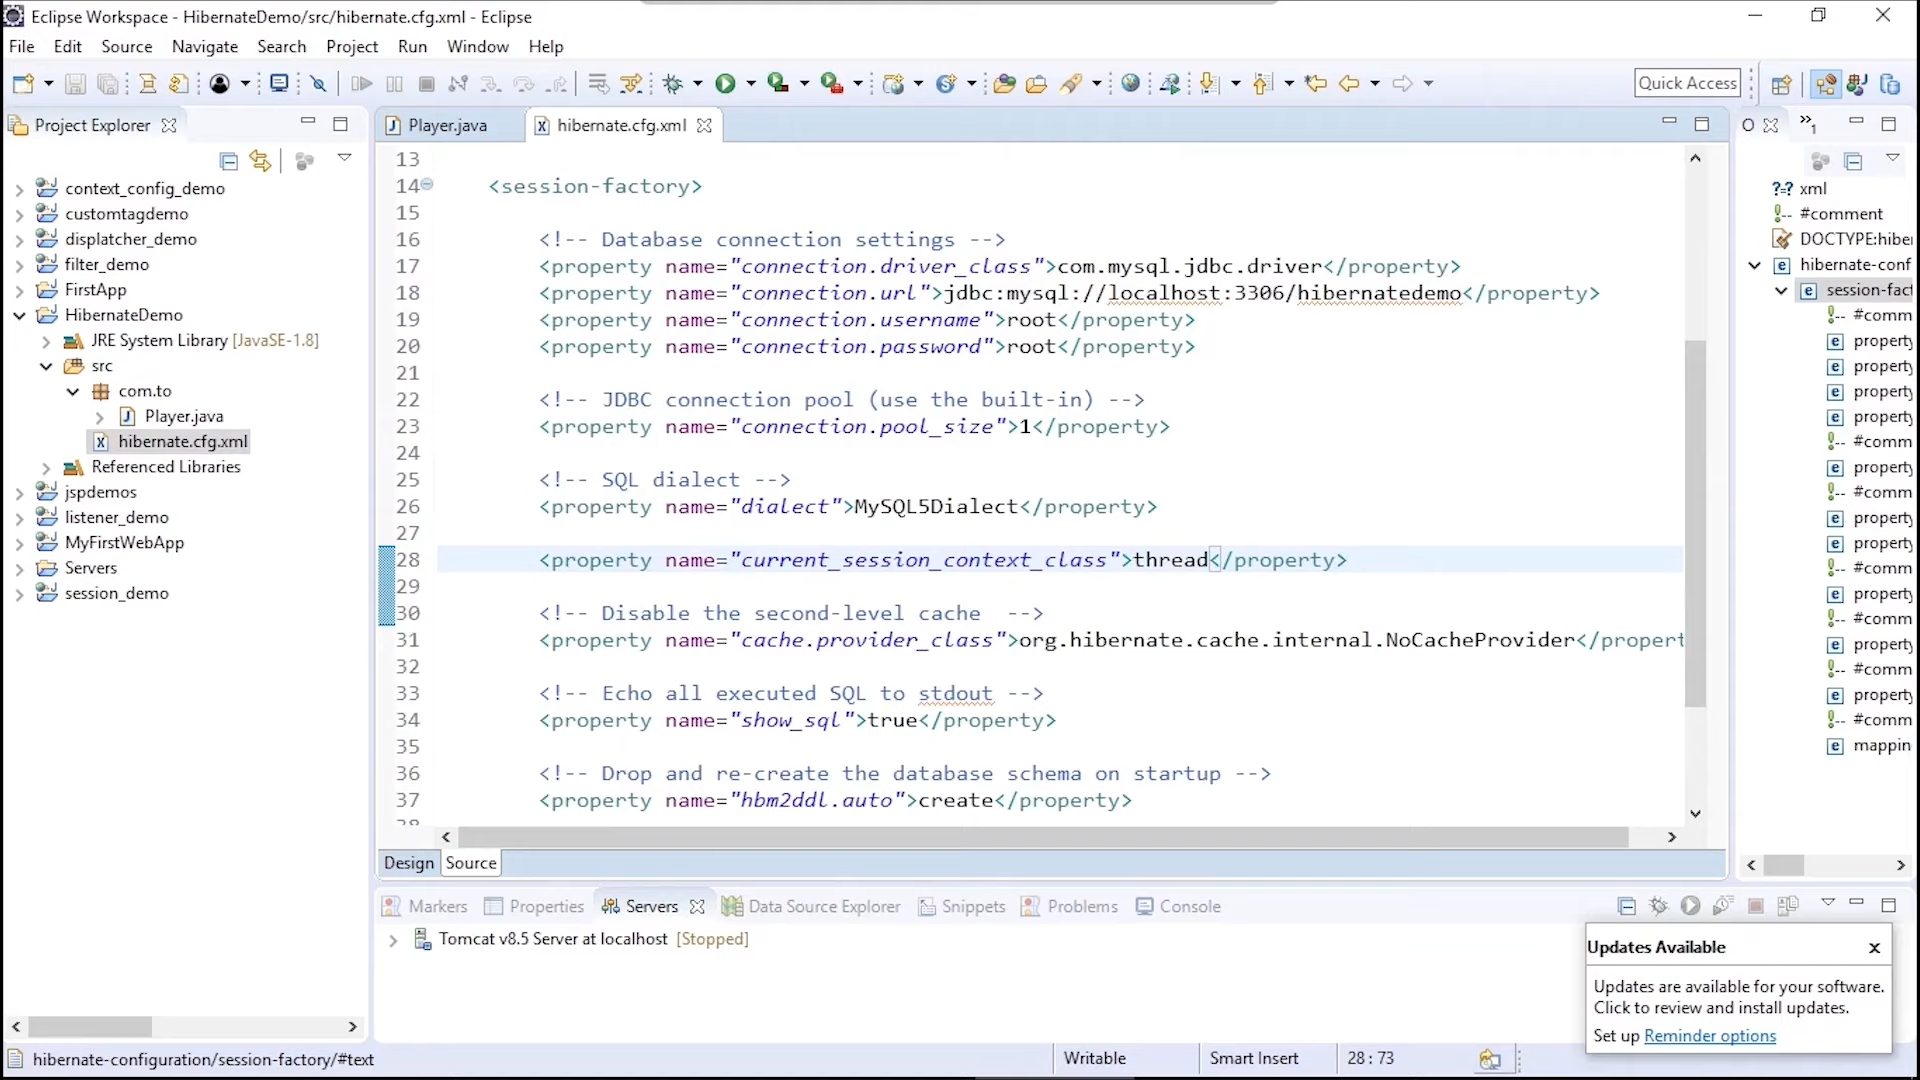 Eclipse Workspace - HibernateDemo/src/hibernate.cfg.xml - Eclipse
File Edit Source Navigate Search Project Run Window Help
Quick Access
Project Explorer
context_config_demo
customtagdemo
displatcher_demo
filter_demo
FirstApp
HibernateDemo
JRE System Library [JavaSE-1.8]
src
com.to
Player.java
hibernate.cfg.xml
Referenced Libraries
jspdemos
listener_demo
MyFirstWebApp
Servers
session_demo
Player.java hibernate.cfg.xml
13
14 <session-factory>
15
16 <!-- Database connection settings -->
17 <property name="connection.driver_class">com.mysql.jdbc.driver</property>
18 <property name="connection.url">jdbc:mysql://localhost:3306/hibernatedemo</property>
19 <property name="connection.username">root</property>
20 <property name="connection.password">root</property>
21
22 <!-- JDBC connection pool (use the built-in) -->
23 <property name="connection.pool_size">1</property>
24
25 <!-- SQL dialect -->
26 <property name="dialect">MySQL5Dialect</property>
27
28 <property name="current_session_context_class">thread</property>
29
30 <!-- Disable the second-level cache -->
31 <property name="cache.provider_class">org.hibernate.cache.internal.NoCacheProvider</propert
32
33 <!-- Echo all executed SQL to stdout -->
34 <property name="show_sql">true</property>
35
36 <!-- Drop and re-create the database schema on startup -->
37 <property name="hbm2ddl.auto">create</property>
Design Source
O »1
?=? xml
!-- #comment
DOCTYPE:hiber
hibernate-conf
session-fact
!-- #comm
property
property
property
property
!-- #comm
property
!-- #comm
property
property
!-- #comm
property
!-- #comm
property
!-- #comm
property
!-- #comm
mappin
Markers Properties Servers Data Source Explorer Snippets Problems Console
Tomcat v8.5 Server at localhost [Stopped]
Updates Available
Updates are available for your software.
Click to review and install updates.
Set up Reminder options
hibernate-configuration/session-factory/#text
Writable Smart Insert 28 : 73